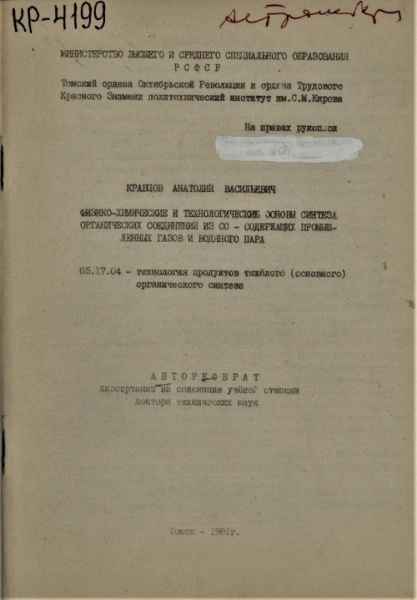 КР-4199
МИНИСТЕРСТВО ВЫСШЕГО И СРЕДНЕГО СПЕЦИАЛЬНОГО ОБРАЗОВАНИЯ
РСФСР
Томский ордена Октябрьской Революции и ордена Трудового
Красного Знамени политехнический институт им.С.М.Кирова
На правах рукописи
КРАВЦОВ АНАТОЛИЙ ВАСИЛЬЕВИЧ
ФИЗИКО-ХИМИЧЕСКИЕ И ТЕХНОЛОГИЧЕСКИЕ ОСНОВЫ СИНТЕЗА
ОРГАНИЧЕСКИХ СОЕДИНЕНИЙ ИЗ СО - СОДЕРЖАЩИХ ПРОМЫШ-
ЛЕННЫХ ГАЗОВ И ВОДЯНОГО ПАРА
05.17.04 - технология продуктов тяжёлого (основного)
органического синтеза
АВТОРЕФЕРАТ
диссертации на соискание учёной степени
доктора технических наук
Томск - 1981г.